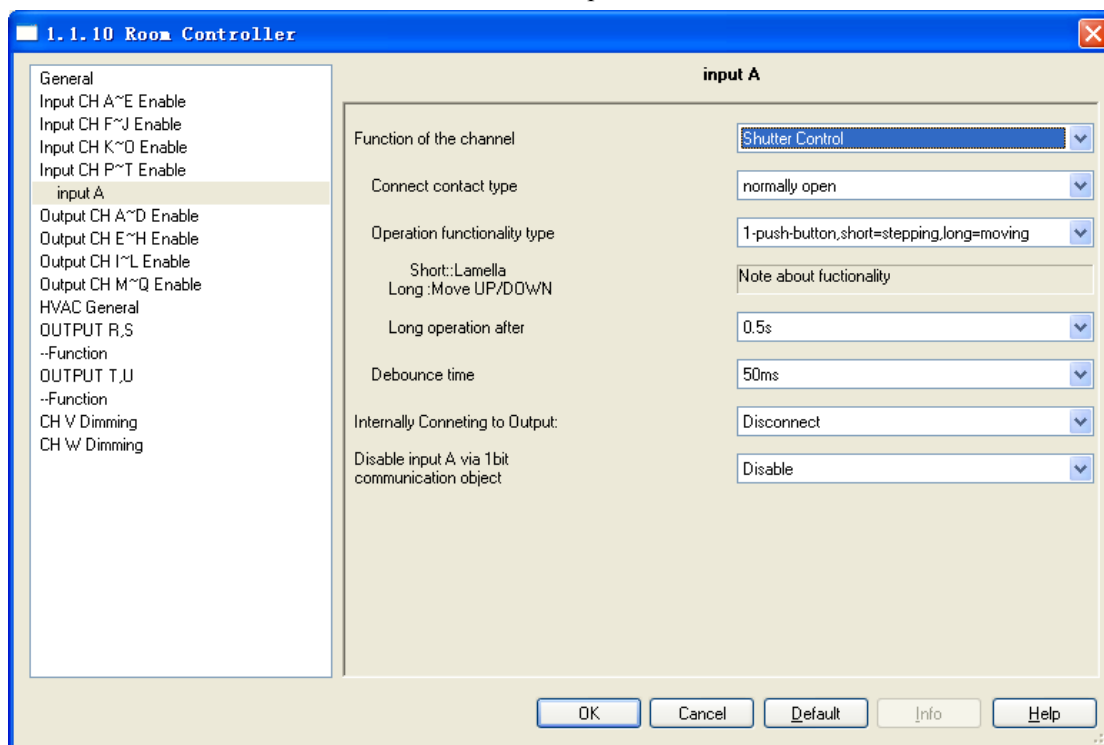 1.1.10 Room Controller
General
Input CH A~E Enable
Input CH F~J Enable
Input CH K~O Enable
Input CH P~T Enable
input A
Output CH A~D Enable
Output CH E~H Enable
Output CH I~L Enable
Output CH M~Q Enable
HVAC General
OUTPUT R,S
--Function
OUTPUT T,U
--Function
CH V Dimming
CH W Dimming
input A
Function of the channel Shutter Control
Connect contact type normally open
Operation functionality type 1-push-button,short=stepping,long=moving
Short::Lamella
Long :Move UP/DOWN
Note about fuctionality
Long operation after 0.5s
Debounce time 50ms
Internally Conneting to Output: Disconnect
Disable input A via 1bit
communication object
Disable
OK Cancel Default Info Help